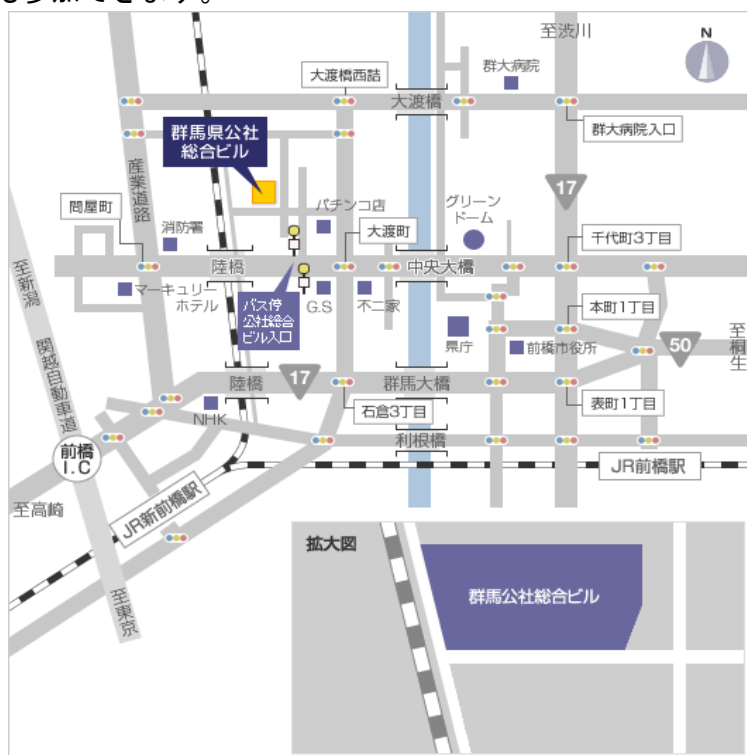 も参加できます。
至渋川
N
群大病院
大渡橋西詰
大渡橋
群馬県公社
総合ビル
群大病院入口
産業道路
17
問屋町
消防署
パチンコ店
グリーン
ドーム
大渡町
千代町3丁目
陸橋
中央大橋
至新潟
マーキュリー
ホテル
バス停
公社総合
ビル入口
G.S
不二家
本町1丁目
県庁
前橋市役所
50
至桐生
関越自動車道
陸橋
17
群馬大橋
NHK
石倉3丁目
表町1丁目
利根橋
前橋
I.C
JR前橋駅
JR新前橋駅
至高崎
至東京
拡大図
群馬公社総合ビル